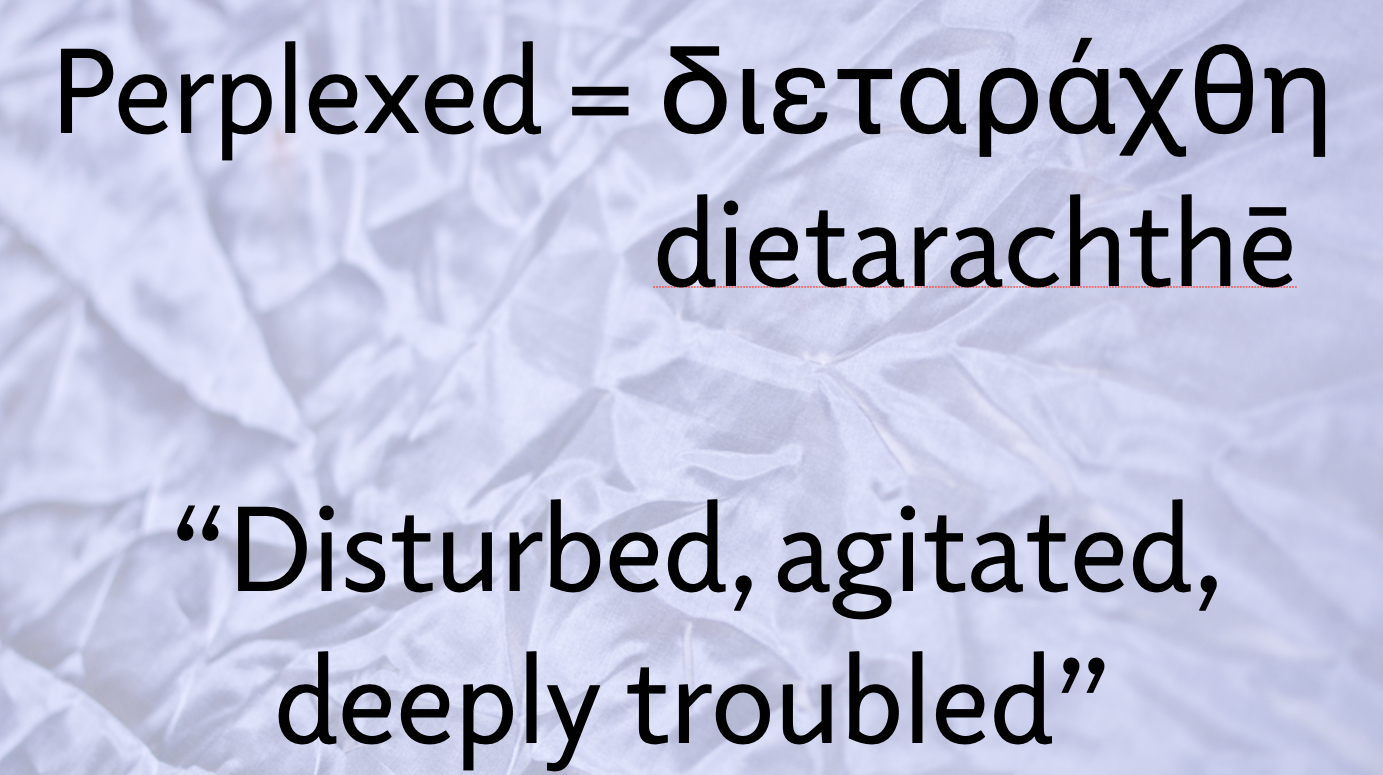 Perplexed = διεταράχθη
dietarachthē
“Disturbed, agitated,
deeply troubled”